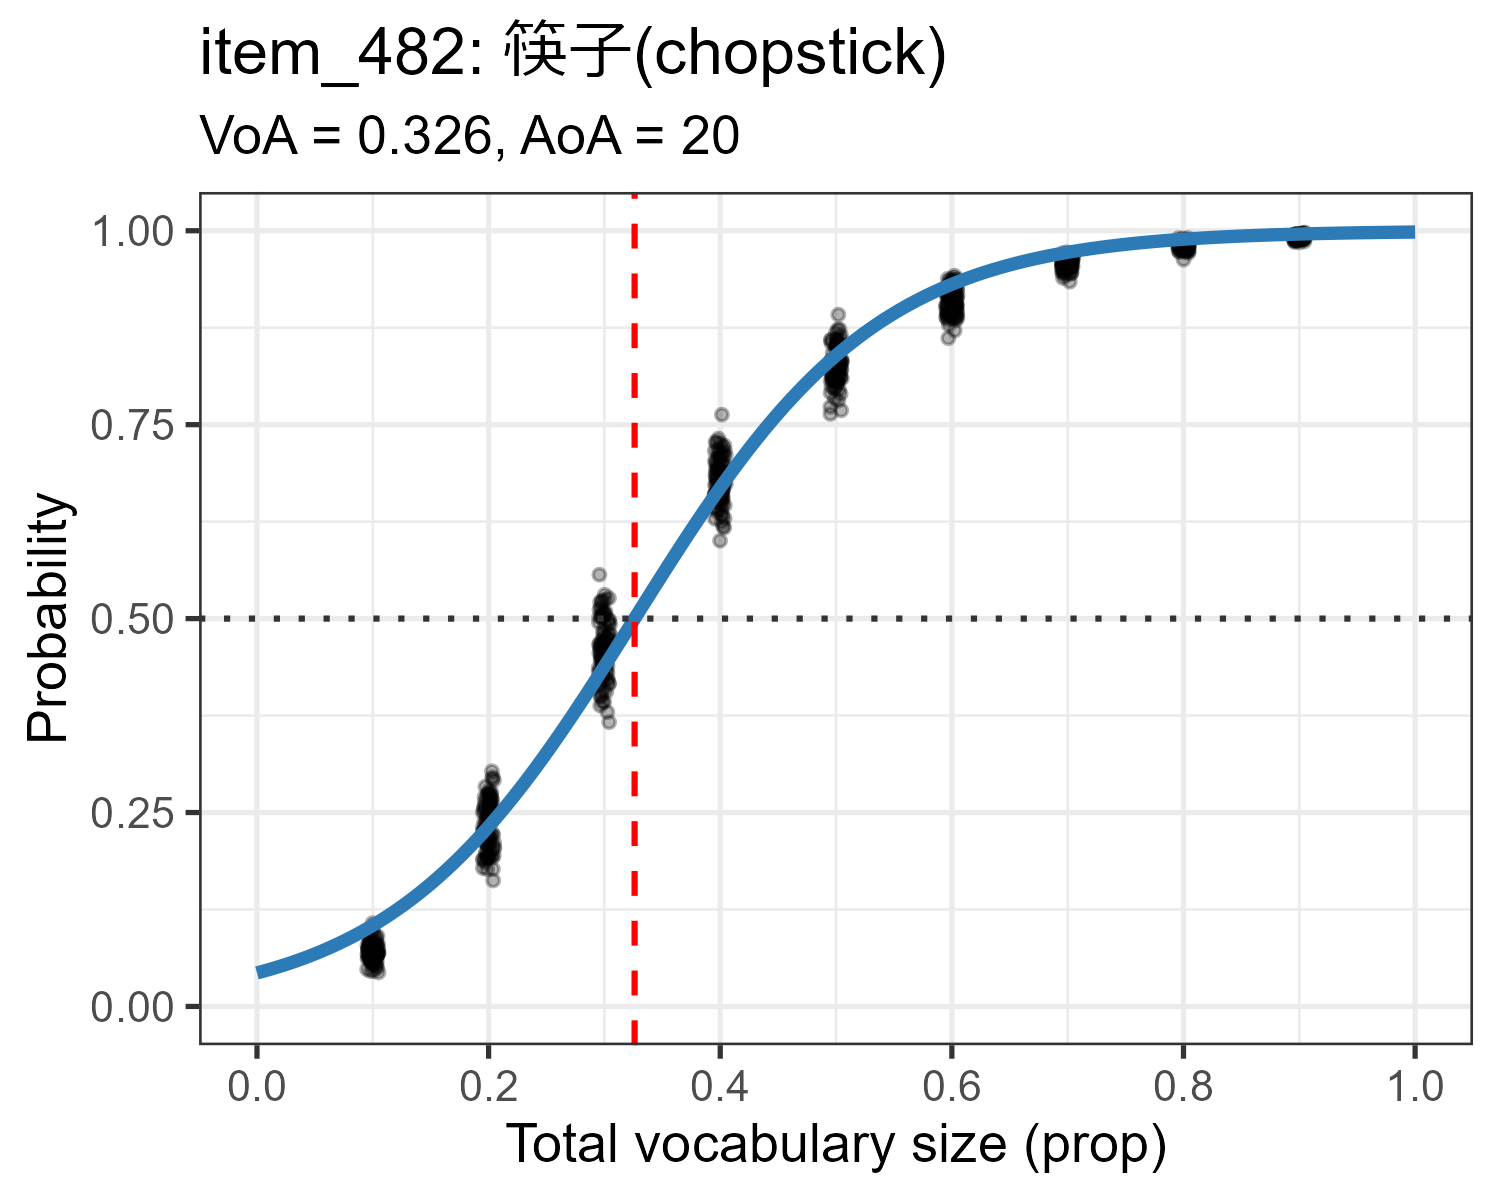 item_482: 筷子(chopstick)
VoA = 0.326, AoA = 20
1.00
0.75
0.50
0.25
0.00
Probability
0.0 0.2 0.4 0.6 0.8 1.0
Total vocabulary size (prop)